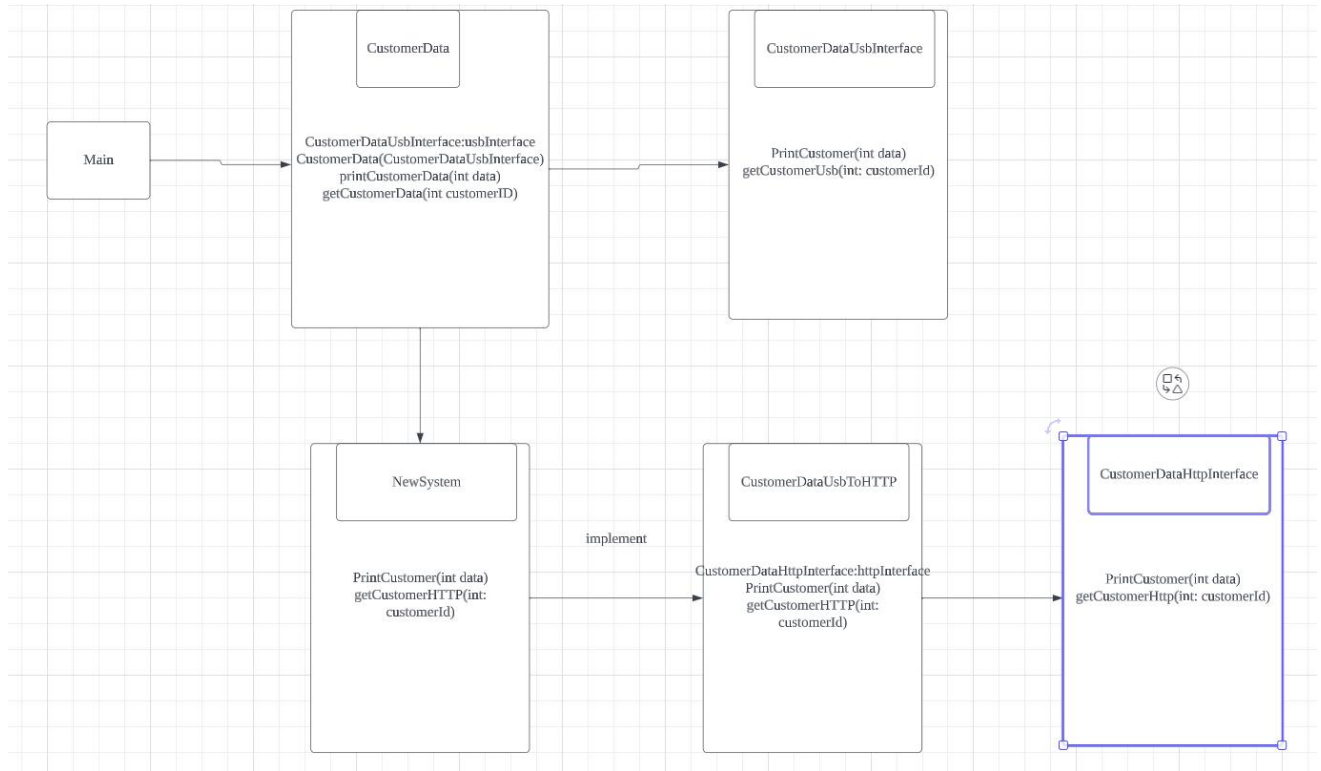 CustomerData
CustomerDataUsbInterface
Main
CustomerDataUsbInterface:usbInterface
CustomerData(CustomerDataUsbInterface)
printCustomerData(int data)
getCustomerData(int customerID)
PrintCustomer(int data)
getCustomerUsb(int: customerId)
NewSystem
CustomerDataUsbToHTTP
CustomerDataHttpInterface
implement
PrintCustomer(int data)
getCustomerHTTP(int:
customerId)
CustomerDataHttpInterface:httpInterface
PrintCustomer(int data)
getCustomerHTTP(int:
customerId)
PrintCustomer(int data)
getCustomerHttp(int: customerId)